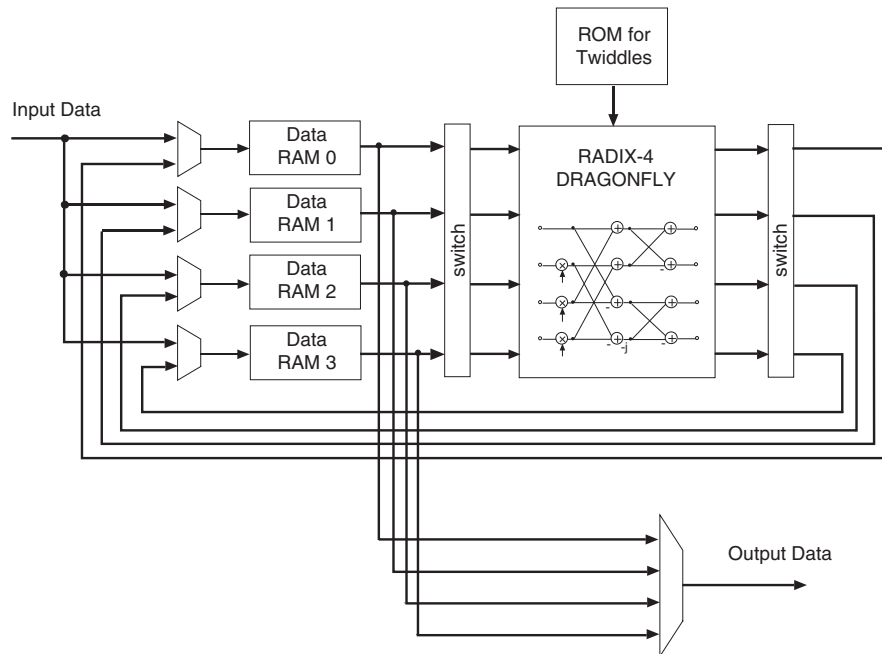 ROM for
Twiddles
Input Data
Data
RAM 0
Data
RAM 1
Data
RAM 2
Data
RAM 3
switch
RADIX-4
DRAGONFLY
-
-
-
-j
-
switch
Output Data